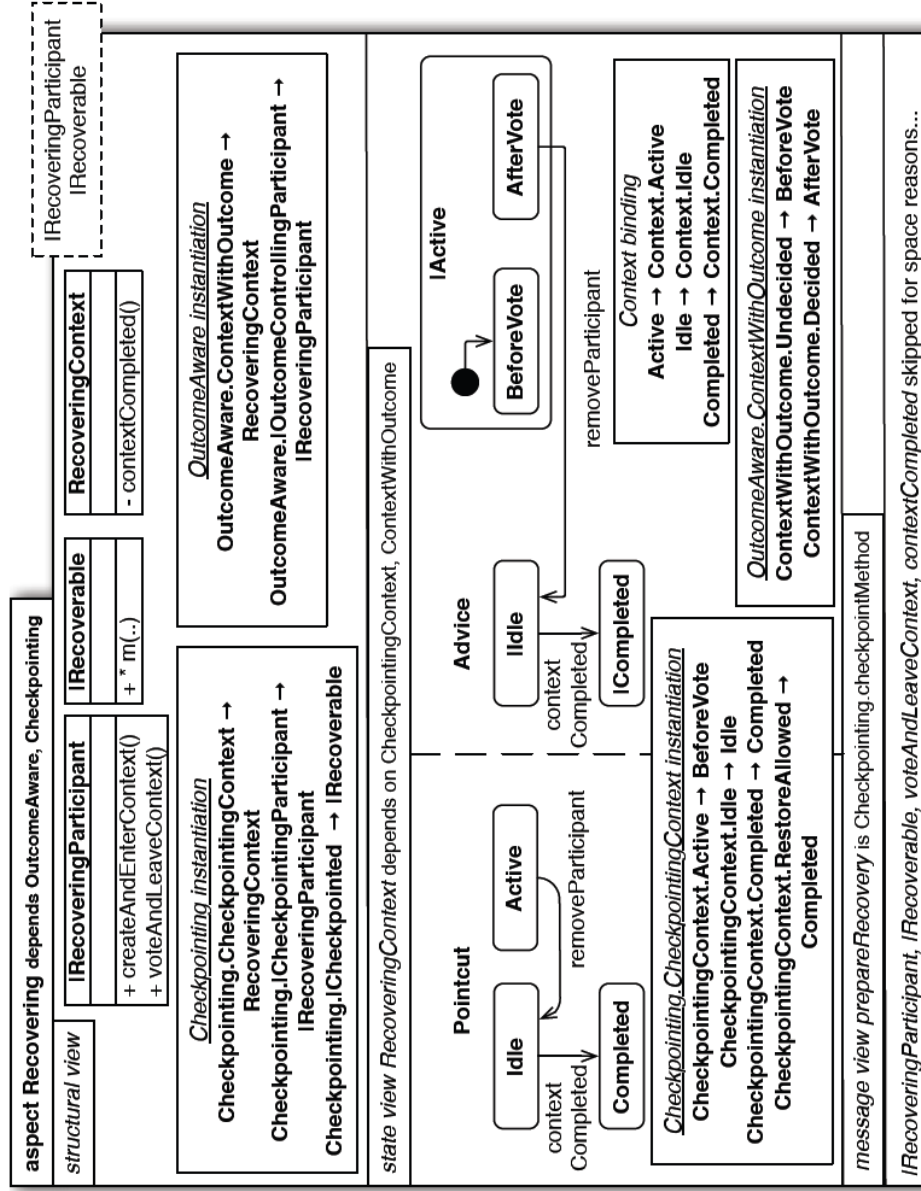 aspect Recovering depends OutcomeAware, Checkpointing
IRecoveringParticipant
IRecoverable
structural view
IRecoveringParticipant
+ createAndEnterContext()
+ voteAndLeaveContext()
IRecoverable
+ * m(..)
RecoveringContext
- contextCompleted()
Checkpointing instantiation
Checkpointing.CheckpointingContext →
RecoveringContext
Checkpointing.ICheckpointingParticipant →
IRecoveringParticipant
Checkpointing.ICheckpointed → IRecoverable
OutcomeAware instantiation
OutcomeAware.ContextWithOutcome →
RecoveringContext
OutcomeAware.IOutcomeControllingParticipant →
IRecoveringParticipant
state view RecoveringContext depends on CheckpointingContext, ContextWithOutcome
Pointcut
Idle
Active
removeParticipant
context
Completed
Completed
Advice
IIdle
context
Completed
ICompleted
IActive
BeforeVote
AfterVote
removeParticipant
Checkpointing.CheckpointingContext instantiation
CheckpointingContext.Active → BeforeVote
CheckpointingContext.Idle → Idle
CheckpointingContext.Completed → Completed
CheckpointingContext.RestoreAllowed →
Completed
Context binding
Active → Context.Active
Idle → Context.Idle
Completed → Context.Completed
OutcomeAware.ContextWithOutcome instantiation
ContextWithOutcome.Undecided → BeforeVote
ContextWithOutcome.Decided → AfterVote
message view prepareRecovery is Checkpointing.checkpointMethod
IRecoveringParticipant, IRecoverable, voteAndLeaveContext, contextCompleted skipped for space reasons...